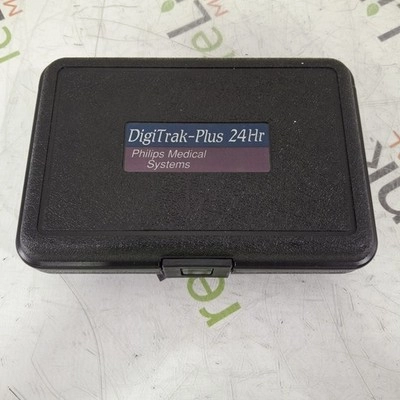 DigiTrak-Plus 24Hr
Philips Medical
Systems